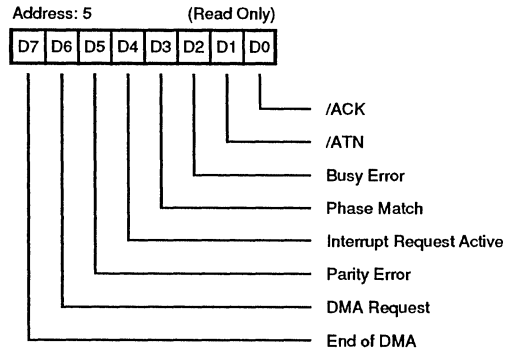 Address: 5 (Read Only)
D7 D6 D5 D4 D3 D2 D1 D0
/ACK
/ATN
Busy Error
Phase Match
Interrupt Request Active
Parity Error
DMA Request
End of DMA